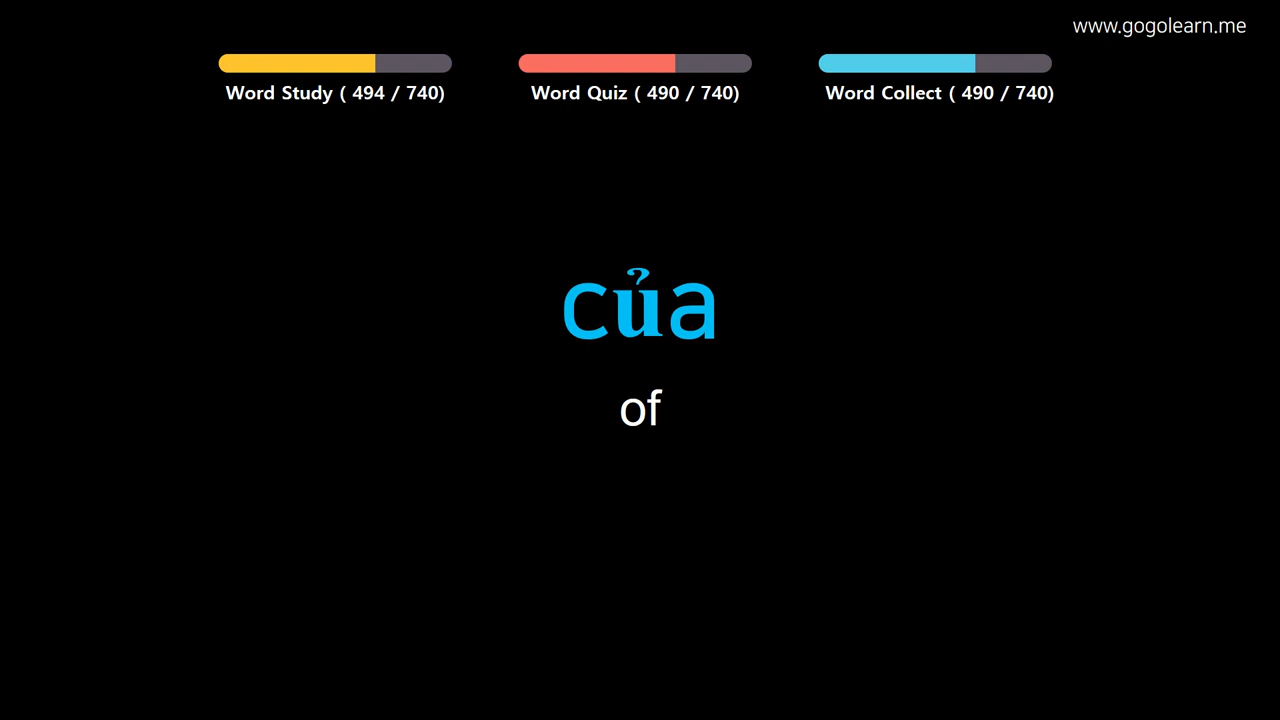 www.gogolearn.me
Word Study ( 494 / 740)
Word Quiz ( 490 / 740)
Word Collect ( 490 / 740)
của
of